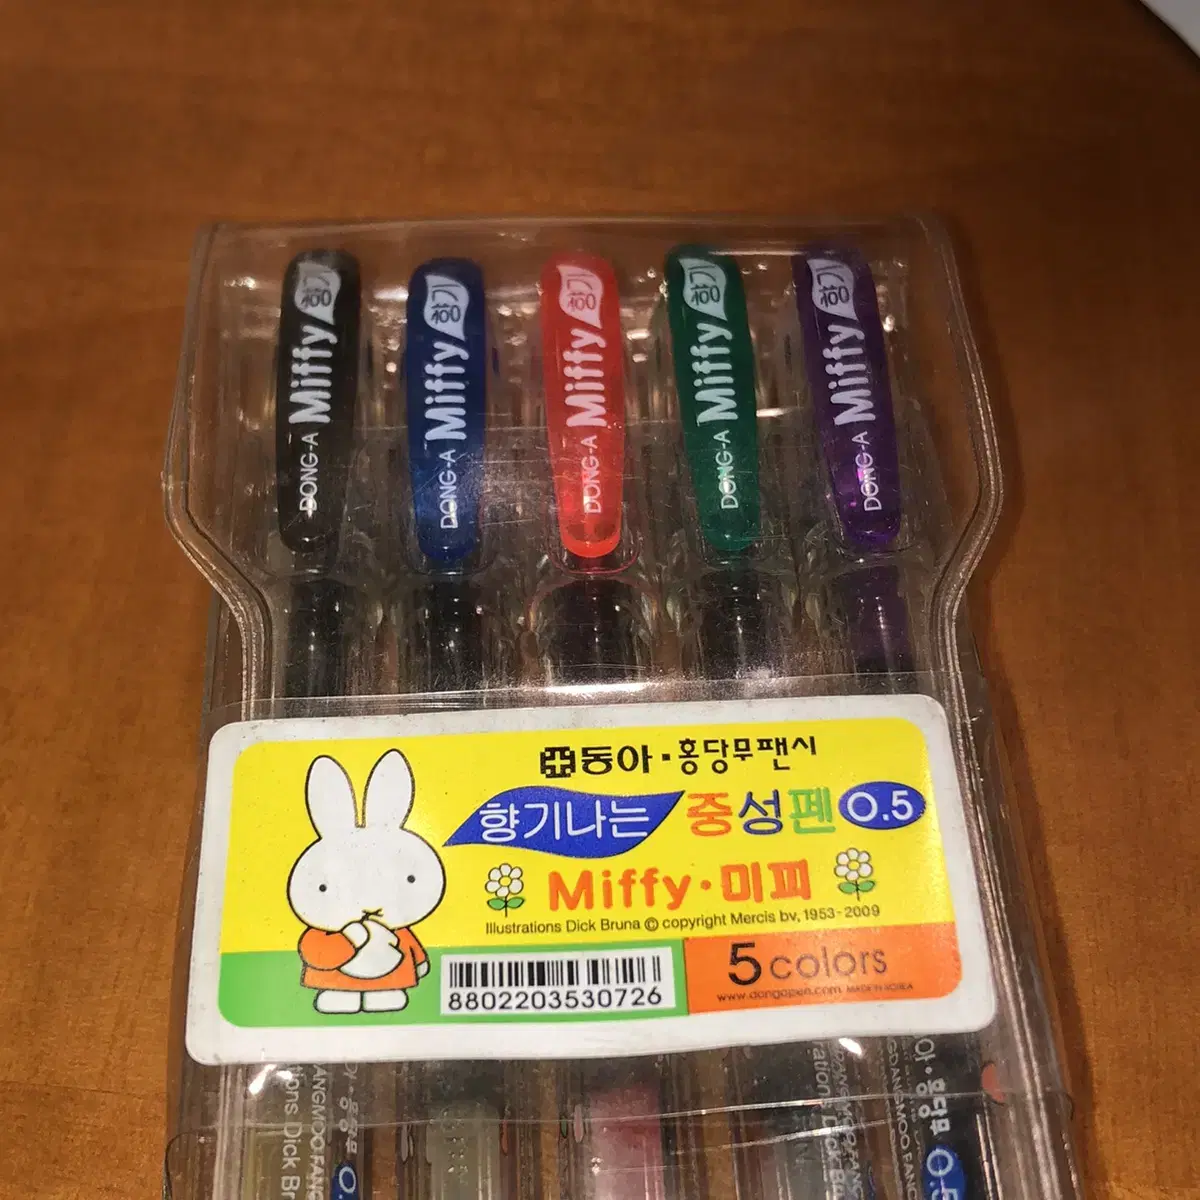 향기
Miffy
DONG-A
향기
Miffy
DONG-A
향기
Miffy
DONG-A
향기
Miffy
DONG-A
향기
Miffy
DONG-A
동아·홍당무팬시
향기나는 중성펜 0.5
Miffy·미피
Illustrations Dick Bruna © copyright Mercis bv, 1953-2009
5 colors
www.dongapen.com MADE IN KOREA
8802203530726